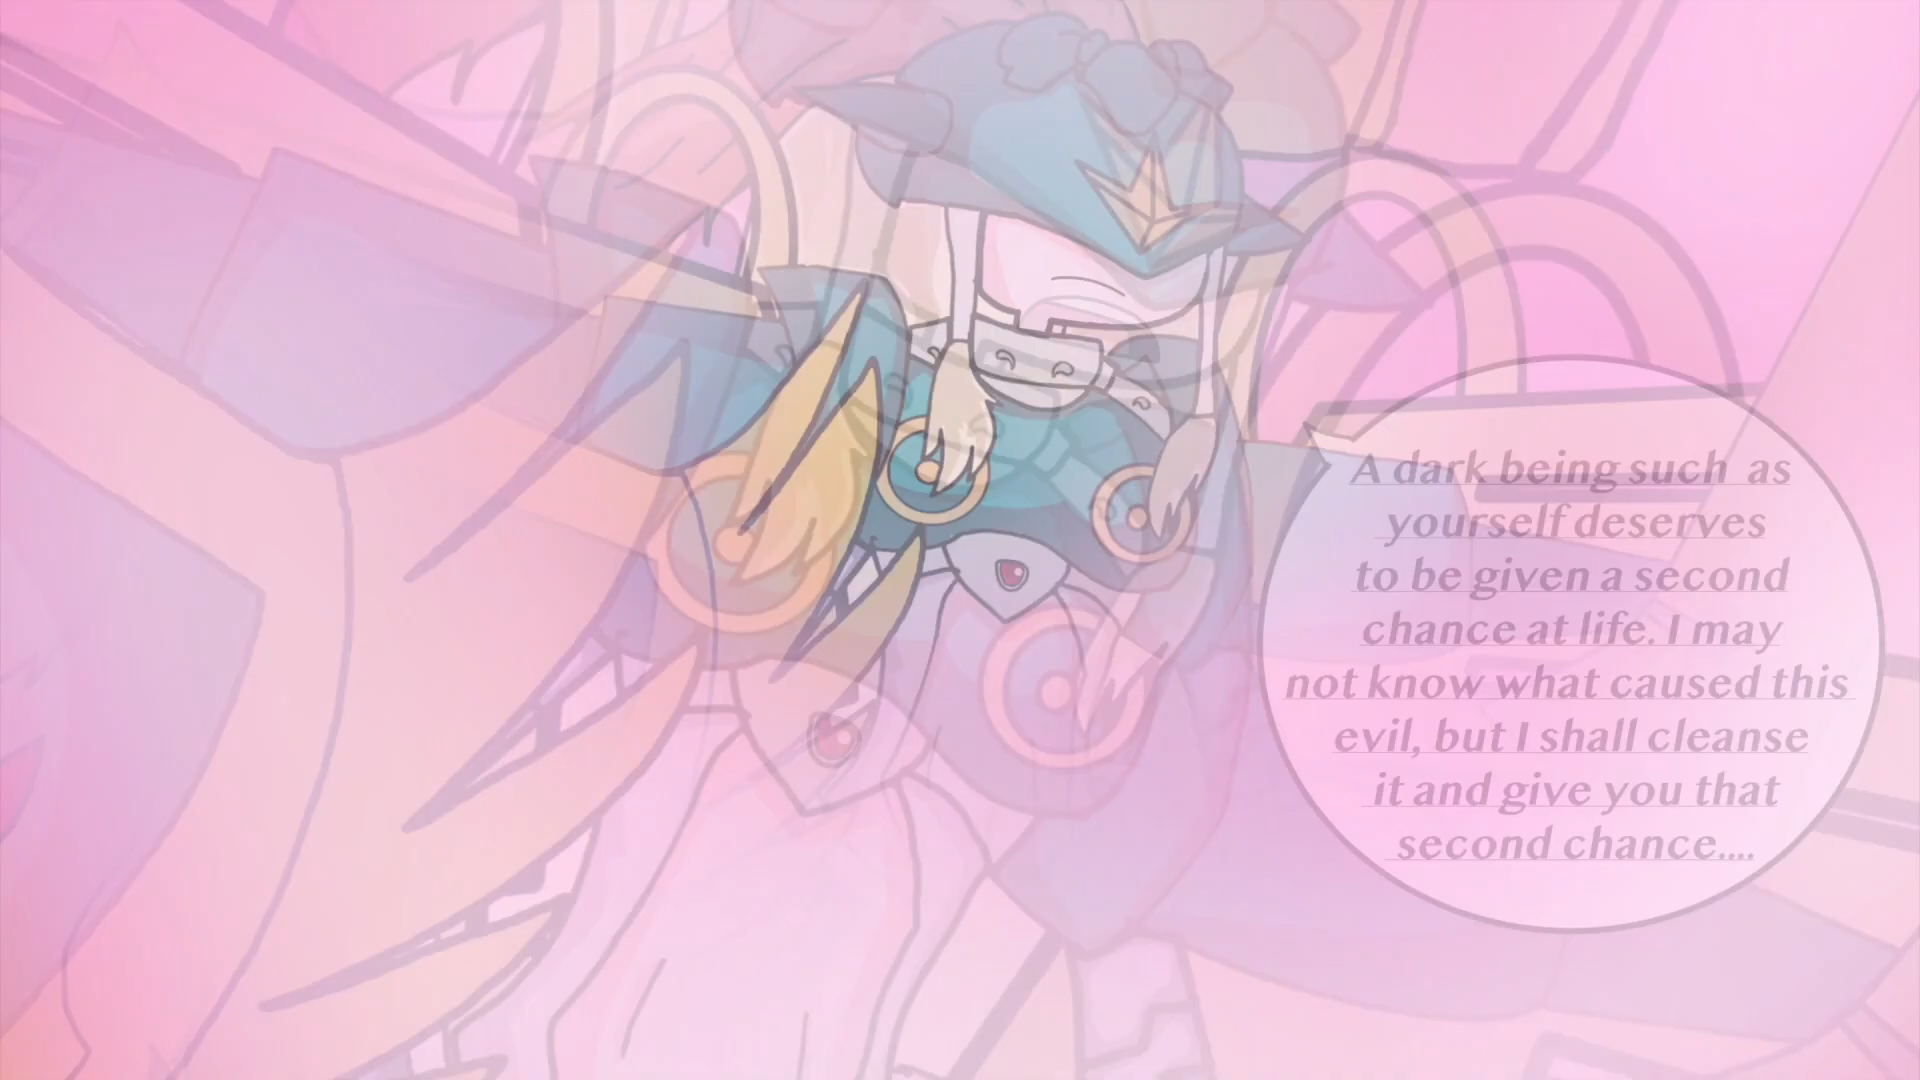 A dark being such as
yourself deserves
to be given a second
chance at life. I may
not know what caused this
evil, but I shall cleanse
it and give you that
second chance....